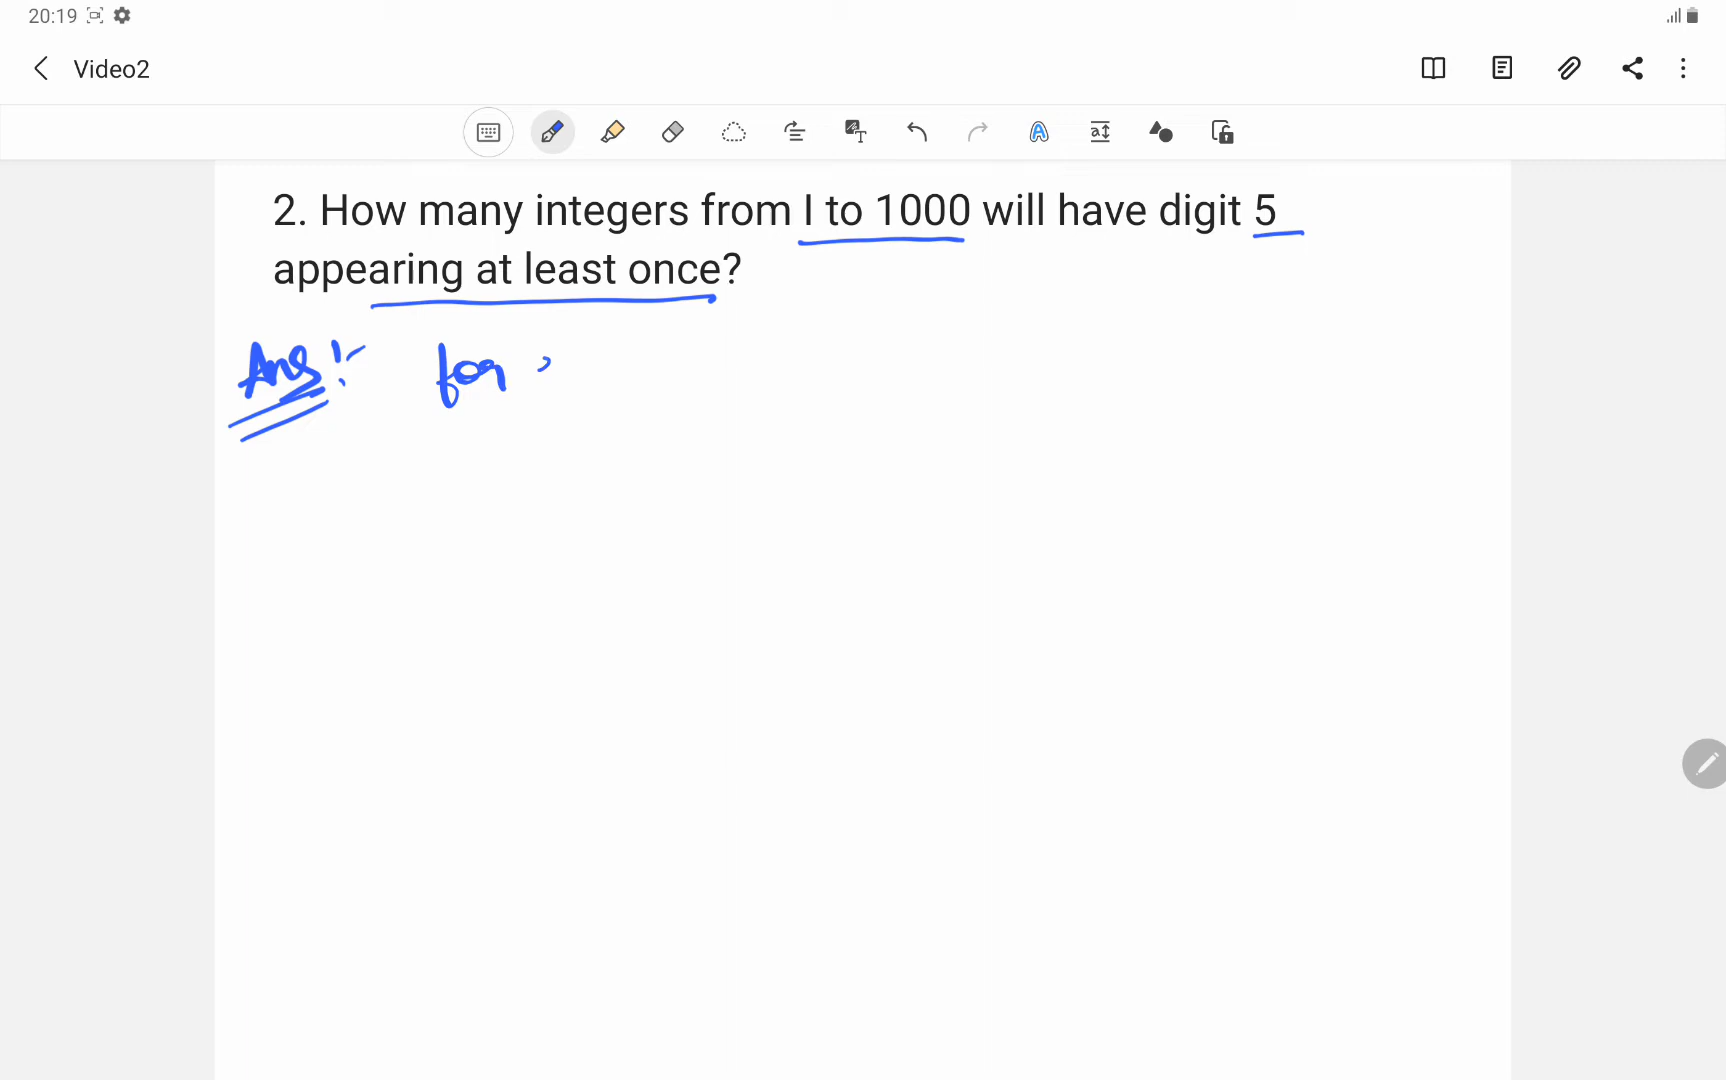 20:19
Video2
2. How many integers from I to 1000 will have digit 5
appearing at least once?
Ans:- for